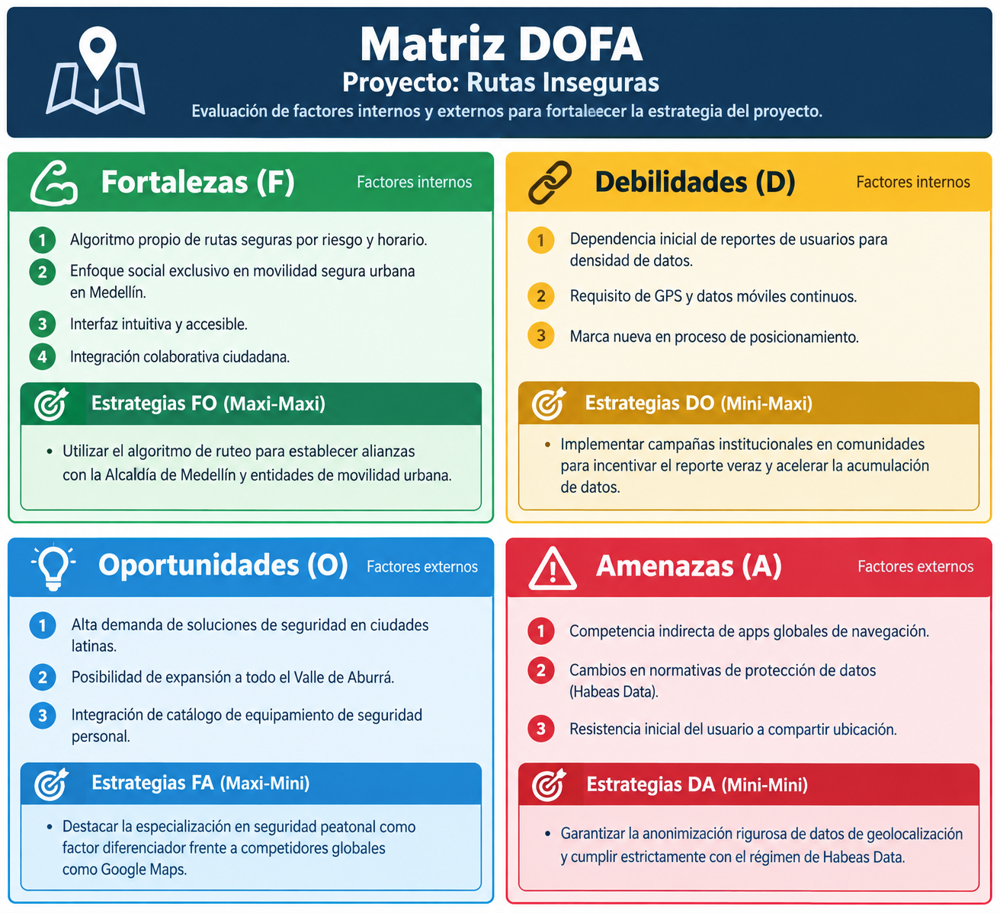 Matriz DOFA
Proyecto: Rutas Inseguras
Evaluación de factores internos y externos para fortalecer la estrategia del proyecto.
Fortalezas (F)
Factores internos
1 Algoritmo propio de rutas seguras por riesgo y horario.
2 Enfoque social exclusivo en movilidad segura urbana
en Medellín.
3 Interfaz intuitiva y accesible.
4 Integración colaborativa ciudadana.
Estrategias FO (Maxi-Maxi)
• Utilizar el algoritmo de ruteo para establecer alianzas
con la Alcaldía de Medellín y entidades de movilidad urbana.
Debilidades (D)
Factores internos
1 Dependencia inicial de reportes de usuarios para
densidad de datos.
2 Requisito de GPS y datos móviles continuos.
3 Marca nueva en proceso de posicionamiento.
Estrategias DO (Mini-Maxi)
• Implementar campañas institucionales en comunidades
para incentivar el reporte veraz y acelerar la acumulación
de datos.
Oportunidades (O)
Factores externos
1 Alta demanda de soluciones de seguridad en ciudades
latinas.
2 Posibilidad de expansión a todo el Valle de Aburrá.
3 Integración de catálogo de equipamiento de seguridad
personal.
Estrategias FA (Maxi-Mini)
• Destacar la especialización en seguridad peatonal como
factor diferenciador frente a competidores globales
como Google Maps.
Amenazas (A)
Factores externos
1 Competencia indirecta de apps globales de navegación.
2 Cambios en normativas de protección de datos
(Habeas Data).
3 Resistencia inicial del usuario a compartir ubicación.
Estrategias DA (Mini-Mini)
• Garantizar la anonimización rigurosa de datos de geolocalización
y cumplir estrictamente con el régimen de Habeas Data.